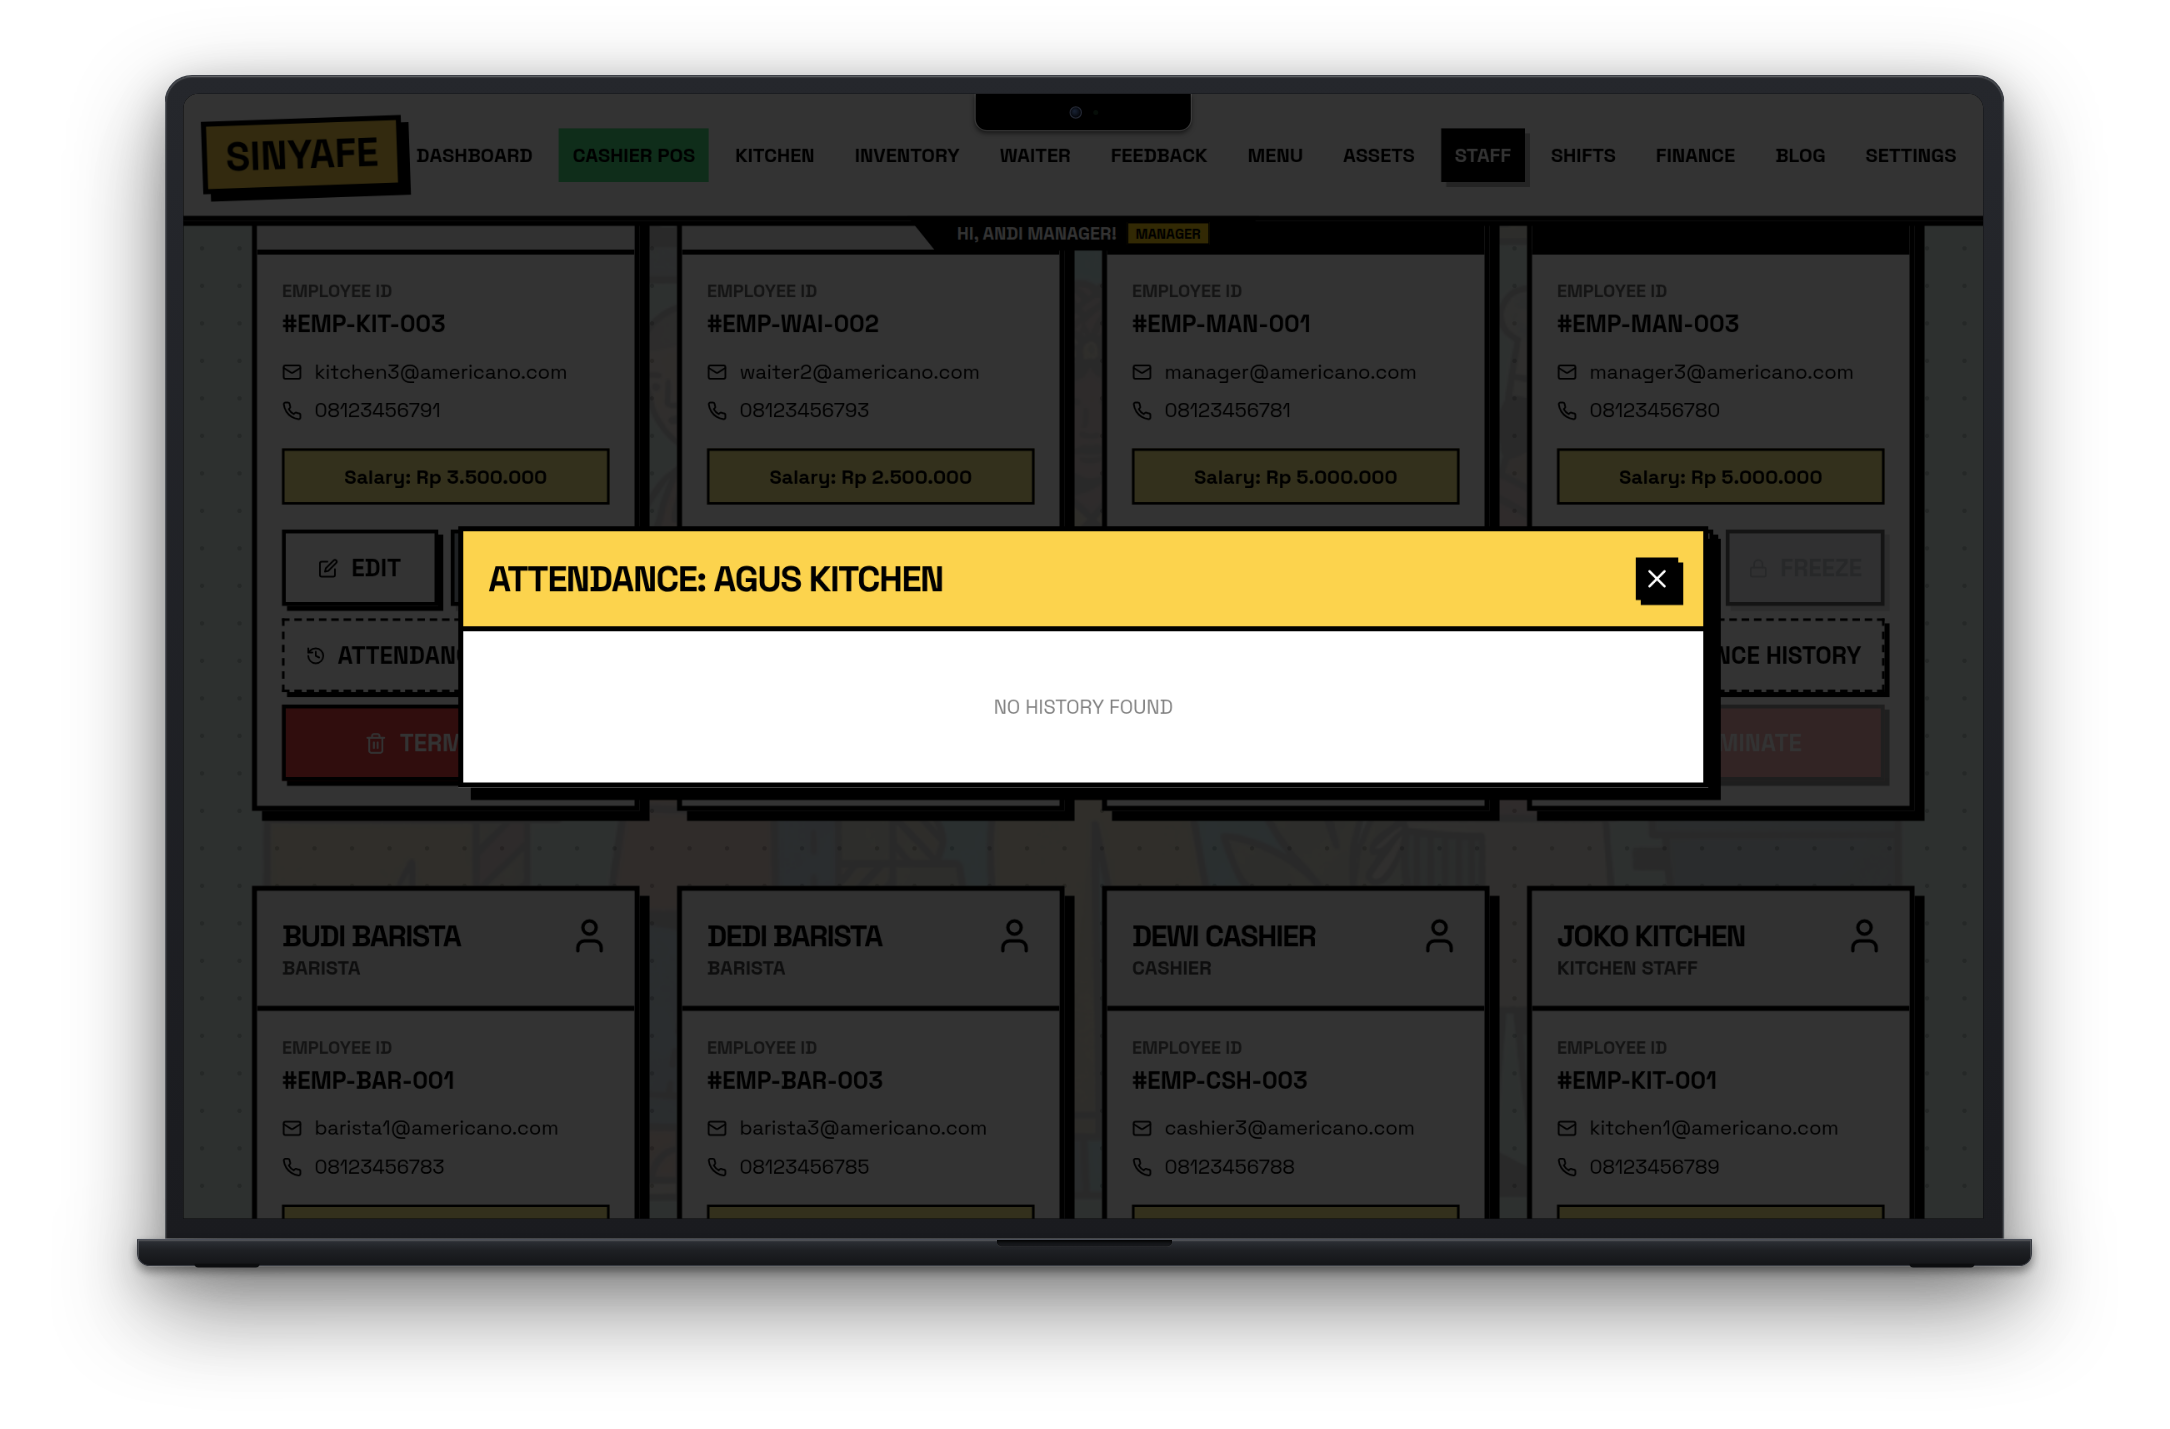 SINYAFE
DASHBOARD
CASHIER POS
KITCHEN
INVENTORY
WAITER
FEEDBACK
MENU
ASSETS
STAFF
SHIFTS
FINANCE
BLOG
SETTINGS
HI, ANDI MANAGER! MANAGER
EMPLOYEE ID
#EMP-KIT-003
kitchen3@americano.com
08123456791
Salary: Rp 3.500.000
EDIT
EMPLOYEE ID
#EMP-WAI-002
waiter2@americano.com
08123456793
Salary: Rp 2.500.000
EMPLOYEE ID
#EMP-MAN-001
manager@americano.com
08123456781
Salary: Rp 5.000.000
EMPLOYEE ID
#EMP-MAN-003
manager3@americano.com
08123456780
Salary: Rp 5.000.000
FREEZE
ATTENDANCE: AGUS KITCHEN
NO HISTORY FOUND
ATTENDAN
TERM
NCE HISTORY
MINATE
BUDI BARISTA
BARISTA
EMPLOYEE ID
#EMP-BAR-001
barista1@americano.com
08123456783
DEDI BARISTA
BARISTA
EMPLOYEE ID
#EMP-BAR-003
barista3@americano.com
08123456785
DEWI CASHIER
CASHIER
EMPLOYEE ID
#EMP-CSH-003
cashier3@americano.com
08123456788
JOKO KITCHEN
KITCHEN STAFF
EMPLOYEE ID
#EMP-KIT-001
kitchen1@americano.com
08123456789